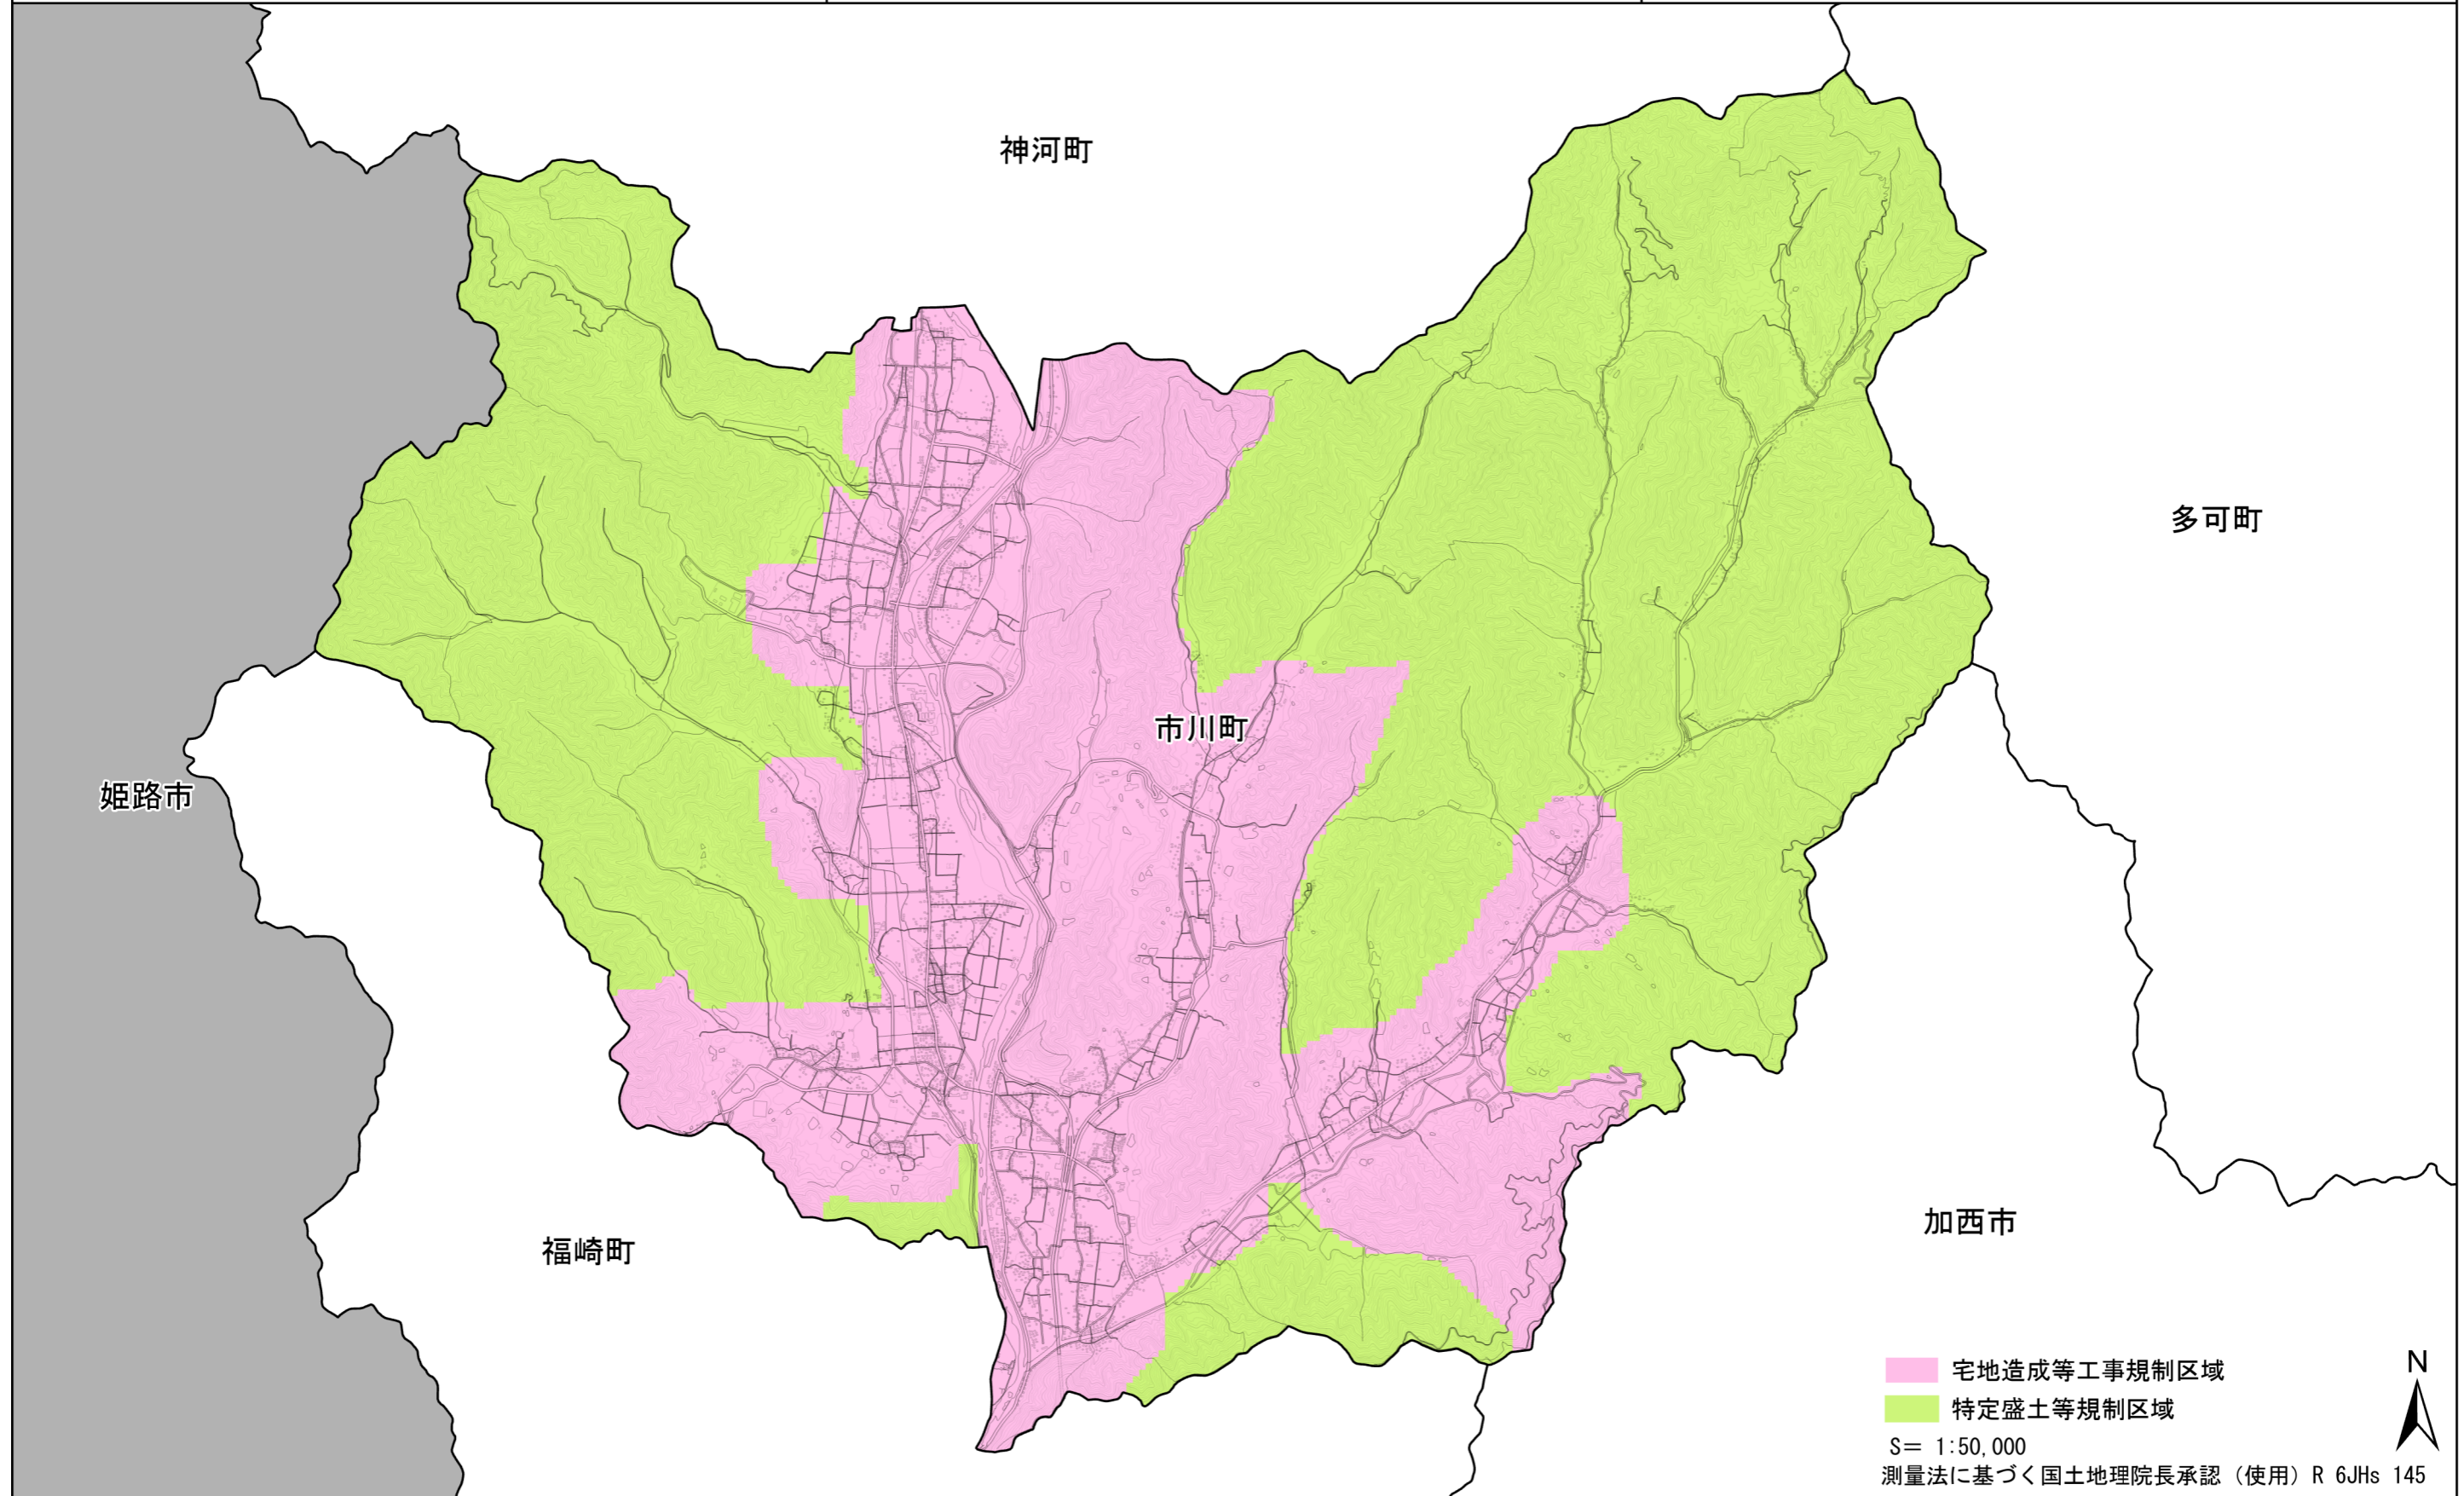 神河町
多可町
市川町
姫路市
加西市
福崎町
N
宅地造成等工事規制区域
特定盛土等規制区域
S＝ 1:50,000
測量法に基づく国土地理院長承認（使用）R 6JHs 145